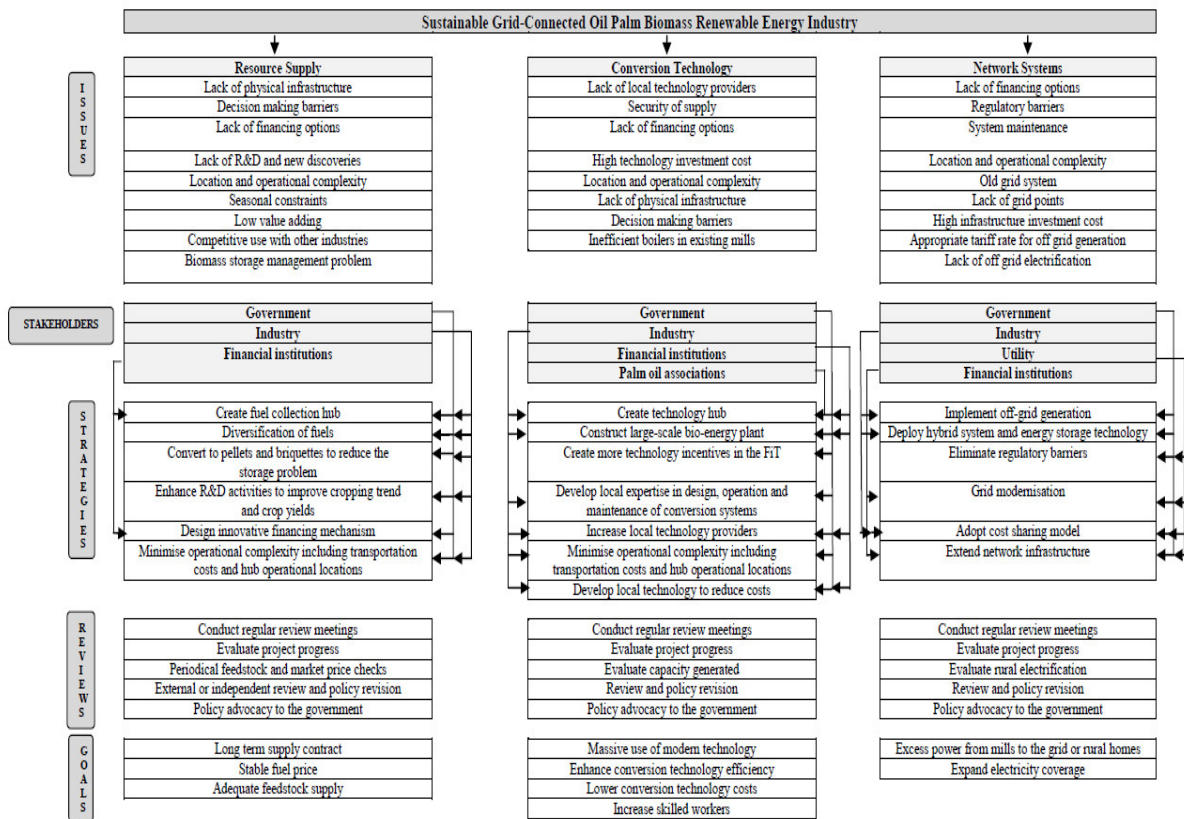 Sustainable Grid-Connected Oil Palm Biomass Renewable Energy Industry
ISSUES
Resource Supply
Lack of physical infrastructure
Decision making barriers
Lack of financing options
Lack of R&D and new discoveries
Location and operational complexity
Seasonal constraints
Low value adding
Competitive use with other industries
Biomass storage management problem
Conversion Technology
Lack of local technology providers
Security of supply
Lack of financing options
High technology investment cost
Location and operational complexity
Lack of physical infrastructure
Decision making barriers
Inefficient boilers in existing mills
Network Systems
Lack of financing options
Regulatory barriers
System maintenance
Location and operational complexity
Old grid system
Lack of grid points
High infrastructure investment cost
Appropriate tariff rate for off grid generation
Lack of off grid electrification
STAKEHOLDERS
Government
Industry
Financial institutions
Government
Industry
Financial institutions
Palm oil associations
Government
Industry
Utility
Financial institutions
STRATEGIES
Create fuel collection hub
Diversification of fuels
Convert to pellets and briquettes to reduce the
storage problem
Enhance R&D activities to improve cropping trend
and crop yields
Design innovative financing mechanism
Minimise operational complexity including transportation
costs and hub operational locations
Create technology hub
Construct large-scale bio-energy plant
Create more technology incentives in the FiT
Develop local expertise in design, operation and
maintenance of conversion systems
Increase local technology providers
Minimise operational complexity including
transportation costs and hub operational locations
Develop local technology to reduce costs
Implement off-grid generation
Deploy hybrid system amd energy storage technology
Eliminate regulatory barriers
Grid modernisation
Adopt cost sharing model
Extend network infrastructure
REVIEWS
Conduct regular review meetings
Evaluate project progress
Periodical feedstock and market price checks
External or independent review and policy revision
Policy advocacy to the government
Conduct regular review meetings
Evaluate project progress
Evaluate capacity generated
Review and policy revision
Policy advocacy to the government
Conduct regular review meetings
Evaluate project progress
Evaluate rural electrification
Review and policy revision
Policy advocacy to the government
GOALS
Long term supply contract
Stable fuel price
Adequate feedstock supply
Massive use of modern technology
Enhance conversion technology efficiency
Lower conversion technology costs
Increase skilled workers
Excess power from mills to the grid or rural homes
Expand electricity coverage